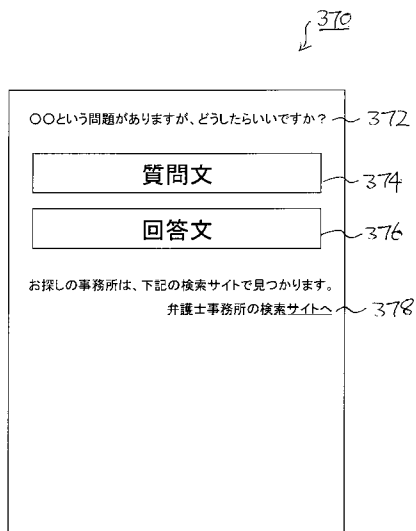 370
〇〇という問題がありますが、どうしたらいいですか？ 372
質問文 374
回答文 376
お探しの事務所は、下記の検索サイトで見つかります。
弁護士事務所の検索サイトへ 378